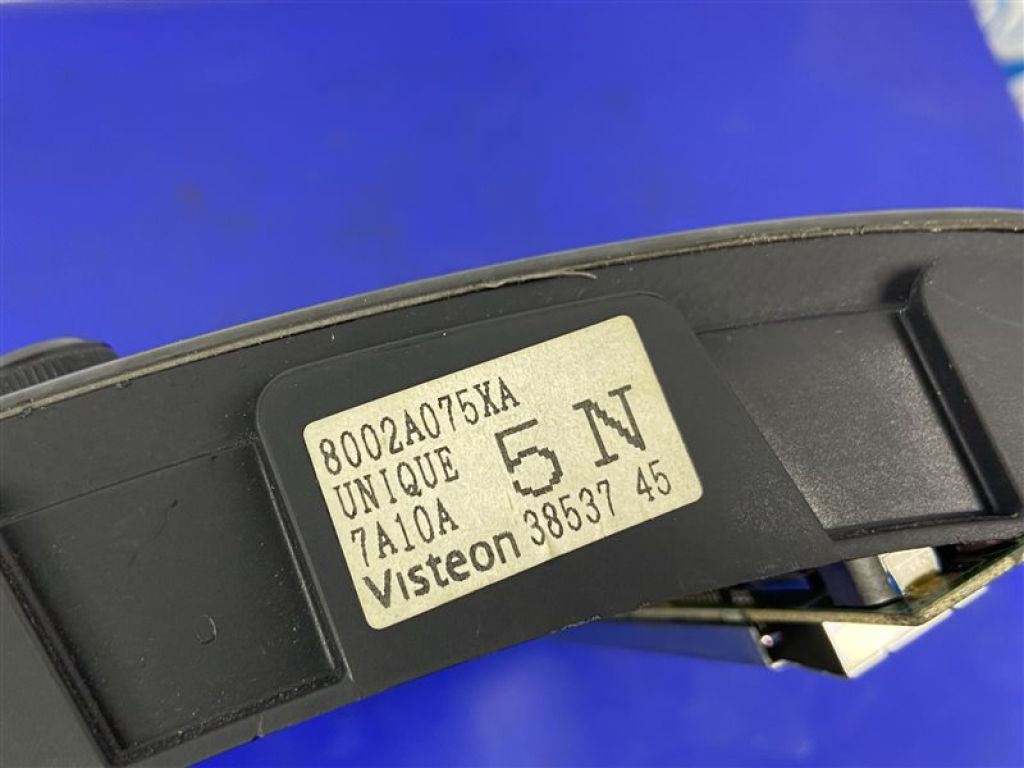 8002A075XA
UNIQUE 5 N
7A10A
Visteon 38537 45